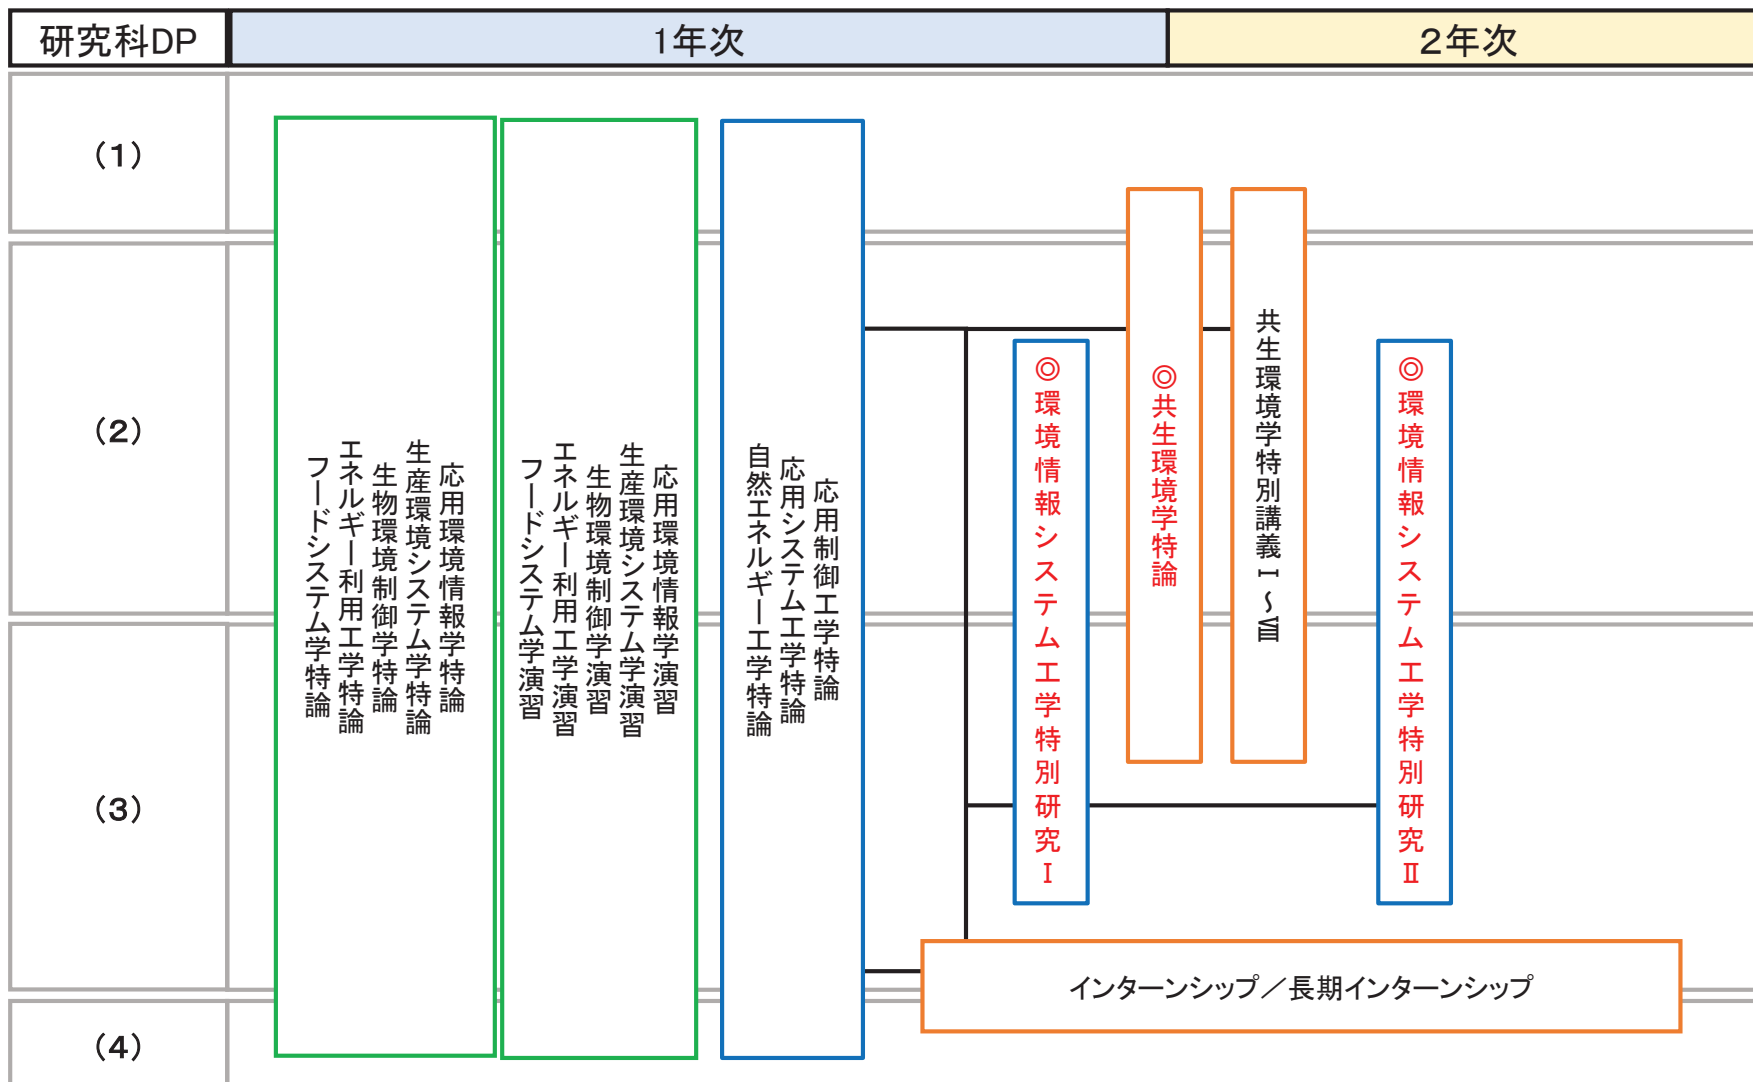 研究科DP
1年次
２年次
（1）
（2）
（3）
（4）
応用環境情報学特論
生産環境システム学特論
生物環境制御学特論
エネルギー利用工学特論
フードシステム学特論
応用環境情報学演習
生産環境システム学演習
生物環境制御学演習
エネルギー利用工学演習
フードシステム学演習
応用制御工学特論
応用システム工学特論
自然エネルギー工学特論
◎環境情報システム工学特別研究Ⅰ
◎共生環境学特論
共生環境学特別講義Ⅰ～Ⅷ
◎環境情報システム工学特別研究Ⅱ
インターンシップ／長期インターンシップ